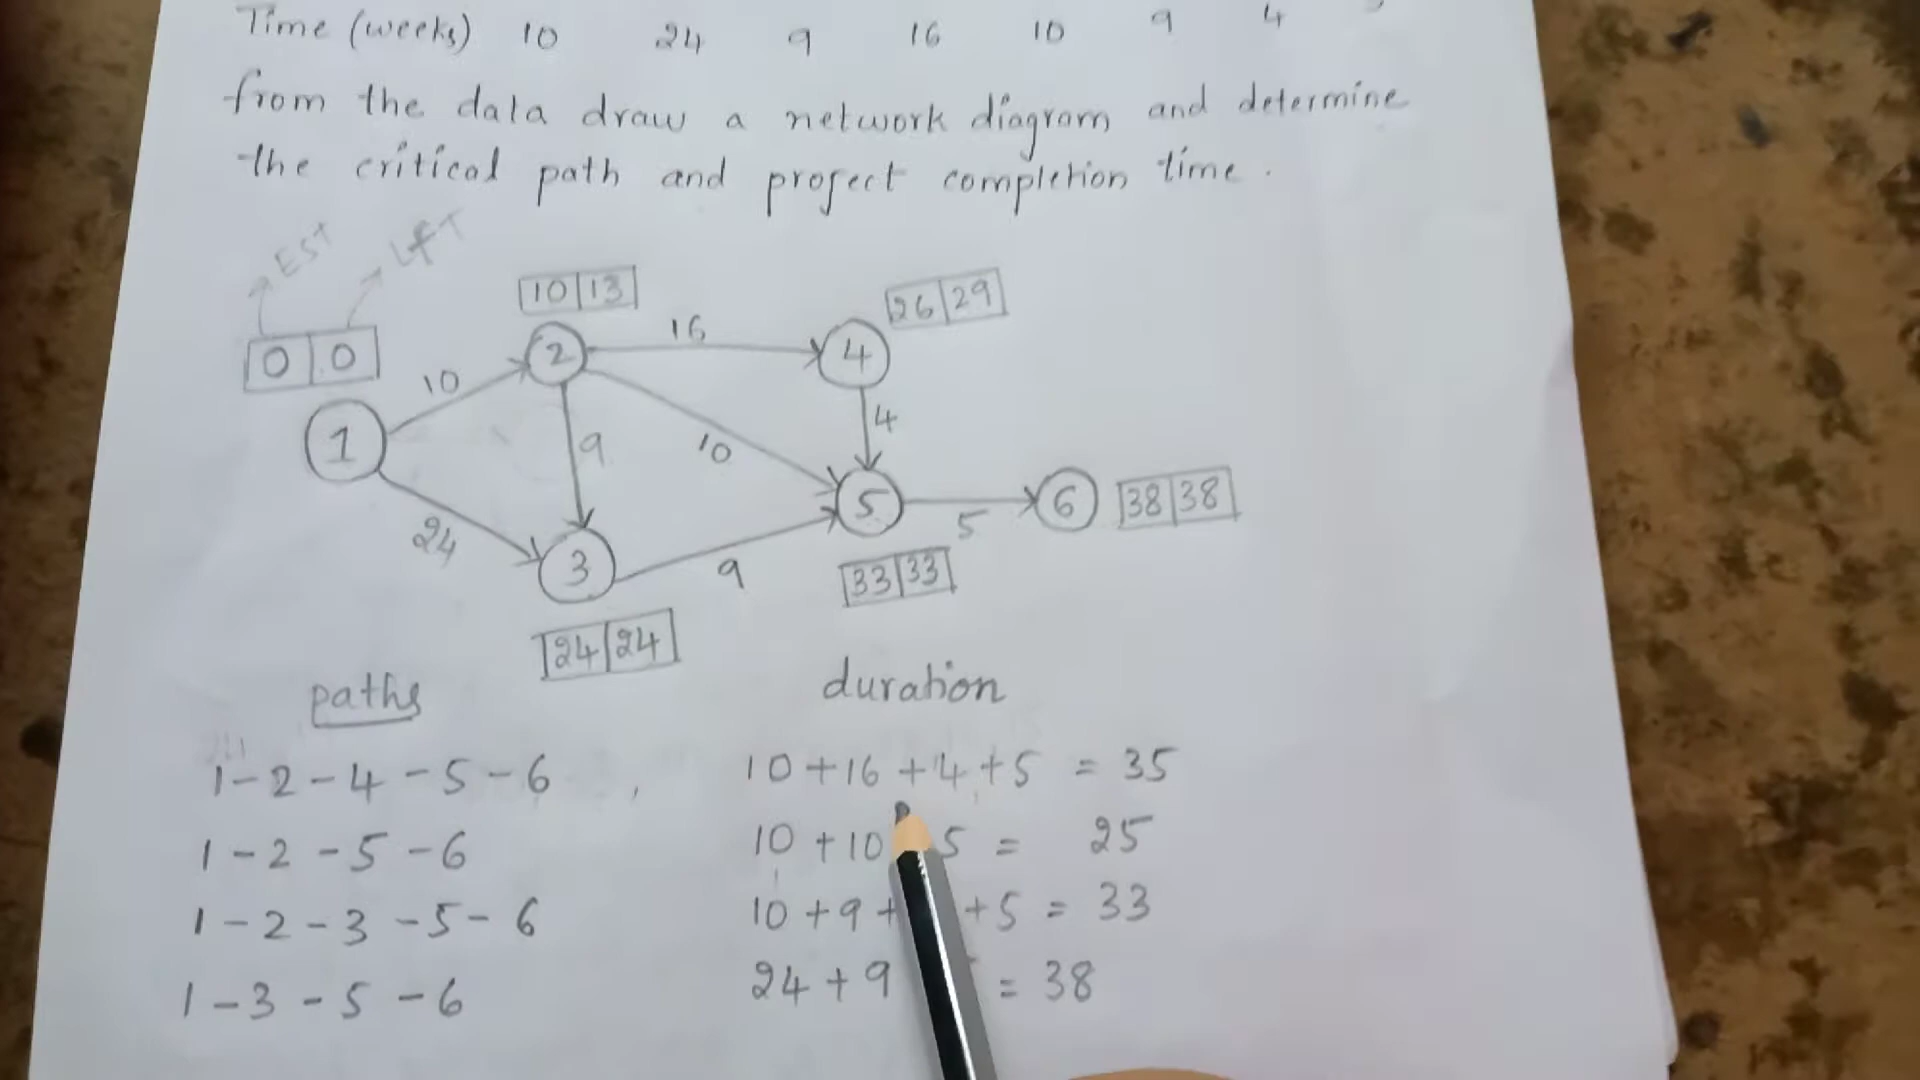 Time (weeks) 10 24 9 16 10 9 4
from the data draw a network diagram and determine
the critical path and project completion time.
EST LFT
0 0
10 13
26 29
10
16
1
2
4
9
10
4
24
3
9
5
5
6
38 38
33 33
24 24
paths duration
1-2-4-5-6 10+16+4+5 = 35
1-2-5-6 10+10 5 = 25
1-2-3-5-6 10+9+ +5 = 33
1-3-5-6 24+9 = 38